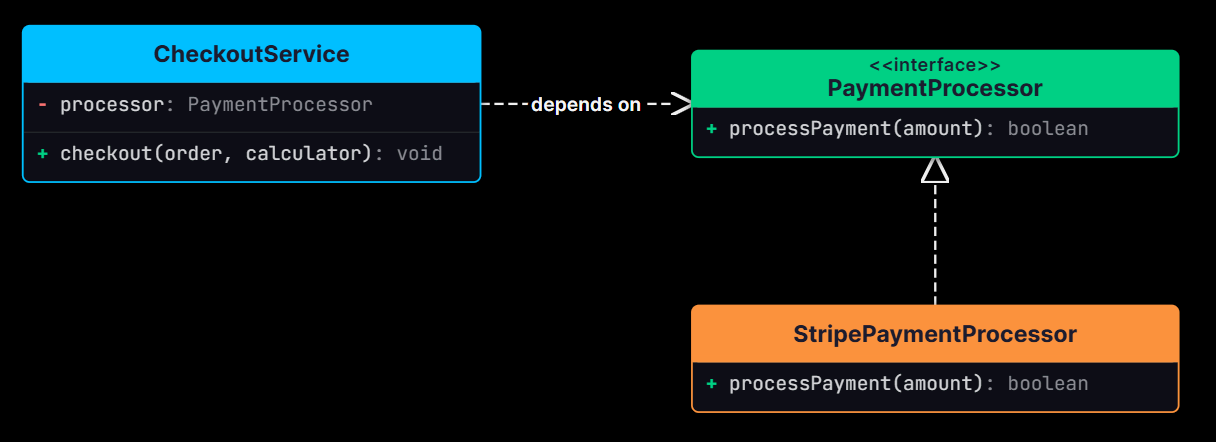 CheckoutService
- processor: PaymentProcessor
+ checkout(order, calculator): void
depends on
<<interface>>
PaymentProcessor
+ processPayment(amount): boolean
StripePaymentProcessor
+ processPayment(amount): boolean